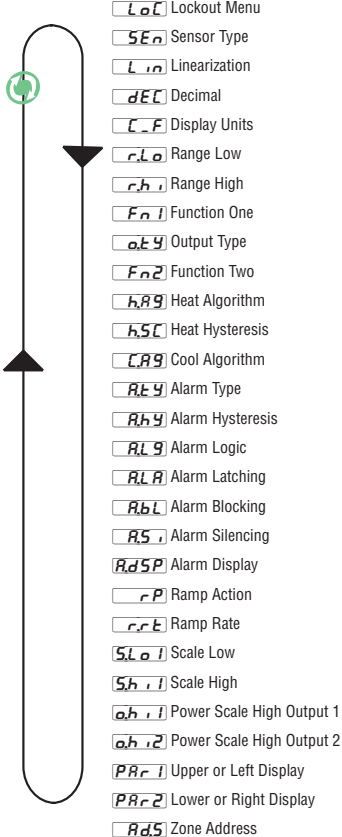 LoC Lockout Menu
SEn Sensor Type
Lin Linearization
dEC Decimal
C_F Display Units
r.Lo Range Low
r.hi Range High
Fn1 Function One
o.tY Output Type
Fn2 Function Two
h.A9 Heat Algorithm
h.SC Heat Hysteresis
C.A9 Cool Algorithm
A.tY Alarm Type
A.hY Alarm Hysteresis
A.L9 Alarm Logic
A.LA Alarm Latching
A.bL Alarm Blocking
A.Si Alarm Silencing
A.dSP Alarm Display
rP Ramp Action
r.rt Ramp Rate
S.Lo1 Scale Low
S.hi1 Scale High
o.hi1 Power Scale High Output 1
o.hi2 Power Scale High Output 2
PAr1 Upper or Left Display
PAr2 Lower or Right Display
Ad.S Zone Address